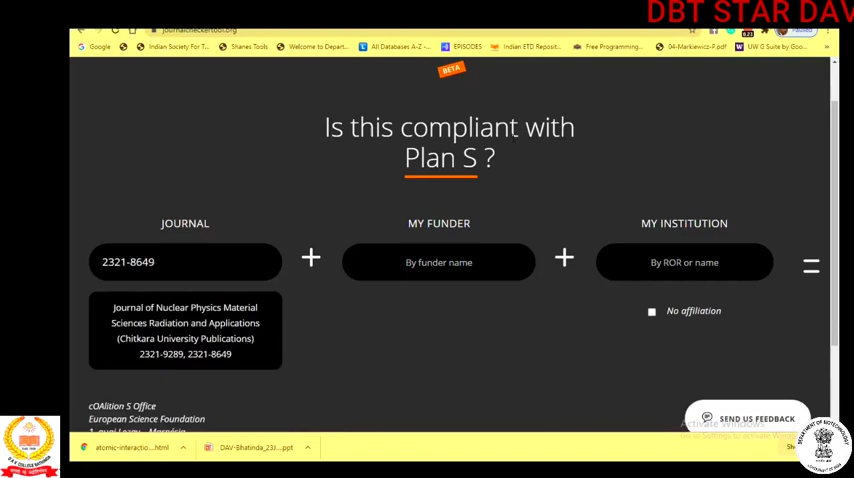 DBT STAR DAV
journalcheckertool.org
Paused
0.23
Google
Indian Society For T...
Shanes Tools
Welcome to Depart...
All Databases A-Z -...
EPISODES
Indian ETD Reposit...
Free Programming...
04-Markiewicz-P.pdf
UW G Suite by Goo...
BETA
Is this compliant with
Plan S ?
JOURNAL
MY FUNDER
MY INSTITUTION
2321-8649
+
By funder name
+
By ROR or name
=
Journal of Nuclear Physics Material
Sciences Radiation and Applications
(Chitkara University Publications)
2321-9289, 2321-8649
No affiliation
cOAlition S Office
European Science Foundation
SEND US FEEDBACK
Activate Windows
Go to Settings to activate Windows
atomic-interactio....html
DAV-Bhatinda_23J....ppt